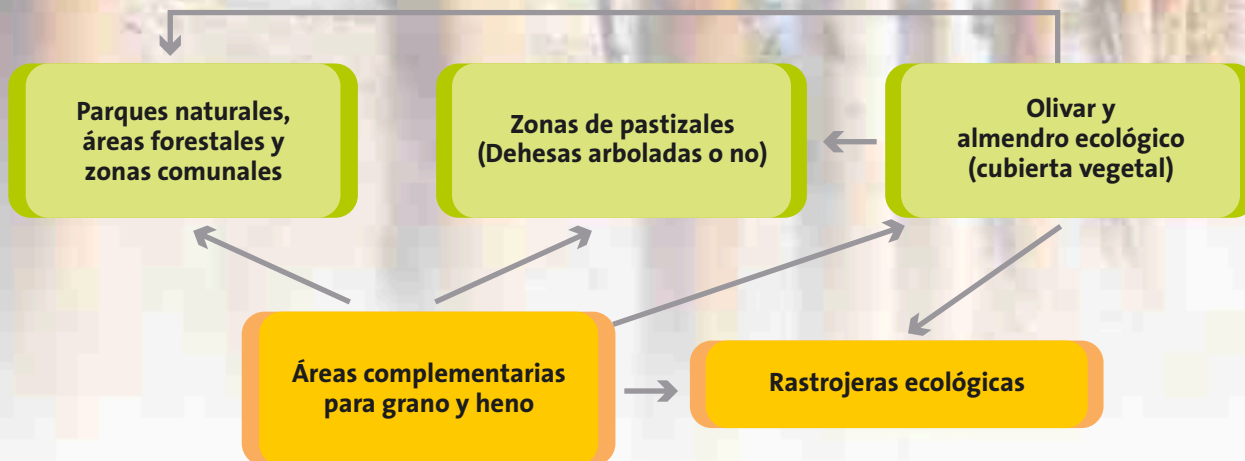 Parques naturales,
áreas forestales y
zonas comunales
Zonas de pastizales
(Dehesas arboladas o no)
Olivar y
almendro ecológico
(cubierta vegetal)
Áreas complementarias
para grano y heno
Rastrojeras ecológicas